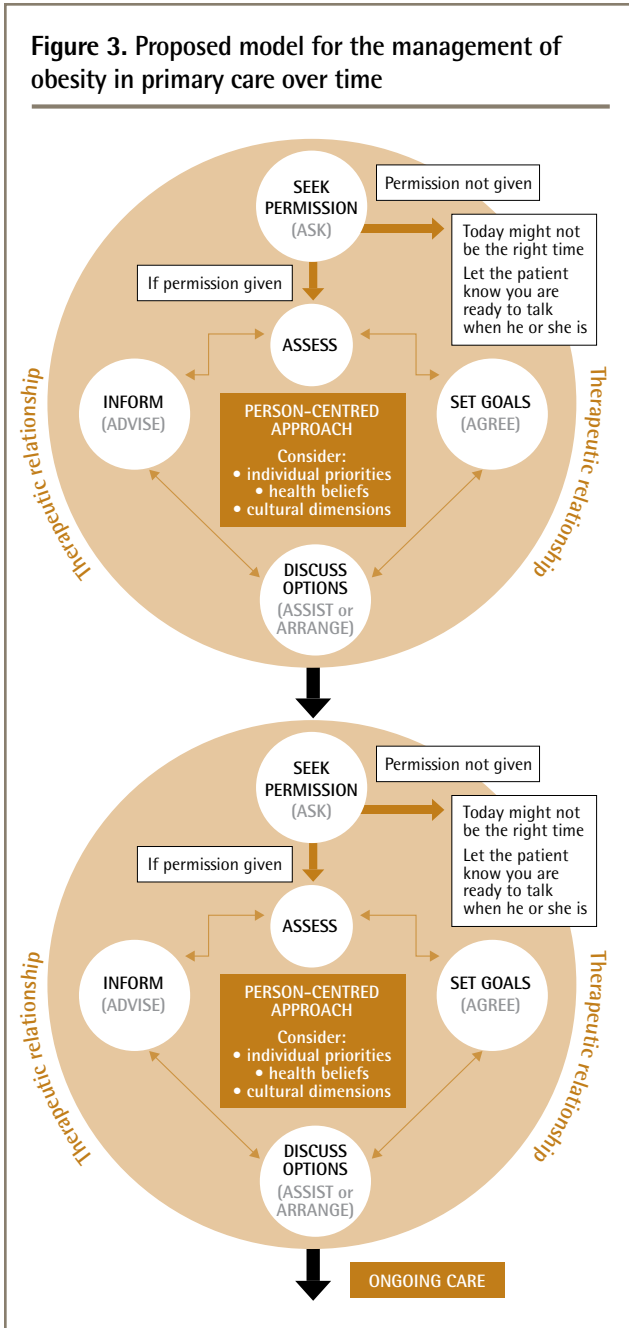 Figure 3. Proposed model for the management of
obesity in primary care over time
SEEK
PERMISSION
(ASK)
Permission not given
Today might not
be the right time
Let the patient
know you are
ready to talk
when he or she is
If permission given
ASSESS
INFORM
(ADVISE)
PERSON-CENTRED
APPROACH
Consider:
• individual priorities
• health beliefs
• cultural dimensions
SET GOALS
(AGREE)
Therapeutic relationship
Therapeutic relationship
DISCUSS
OPTIONS
(ASSIST or
ARRANGE)
SEEK
PERMISSION
(ASK)
Permission not given
Today might not
be the right time
Let the patient
know you are
ready to talk
when he or she is
If permission given
ASSESS
INFORM
(ADVISE)
PERSON-CENTRED
APPROACH
Consider:
• individual priorities
• health beliefs
• cultural dimensions
SET GOALS
(AGREE)
Therapeutic relationship
Therapeutic relationship
DISCUSS
OPTIONS
(ASSIST or
ARRANGE)
ONGOING CARE